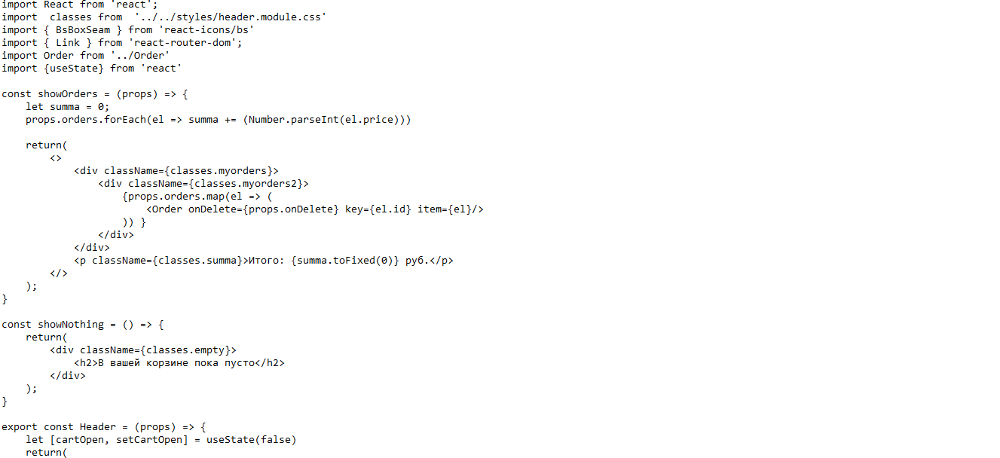 import React from 'react';
import  classes from  '../../styles/header.module.css'
import { BsBoxSeam } from 'react-icons/bs'
import { Link } from 'react-router-dom';
import Order from '../Order'
import {useState} from 'react'

const showOrders = (props) => {
    let summa = 0;
    props.orders.forEach(el => summa += (Number.parseInt(el.price)))

    return(
        <>
            <div className={classes.myorders}>
                <div className={classes.myorders2}>
                    {props.orders.map(el => (
                        <Order onDelete={props.onDelete} key={el.id} item={el}/>
                    )) }
                </div>
            </div>
            <p className={classes.summa}>Итого: {summa.toFixed(0)} руб.</p>
        </>
    );
}

const showNothing = () => {
    return(
        <div className={classes.empty}>
            <h2>В вашей корзине пока пусто</h2>
        </div>
    );
}

export const Header = (props) => {
    let [cartOpen, setCartOpen] = useState(false)
    return(